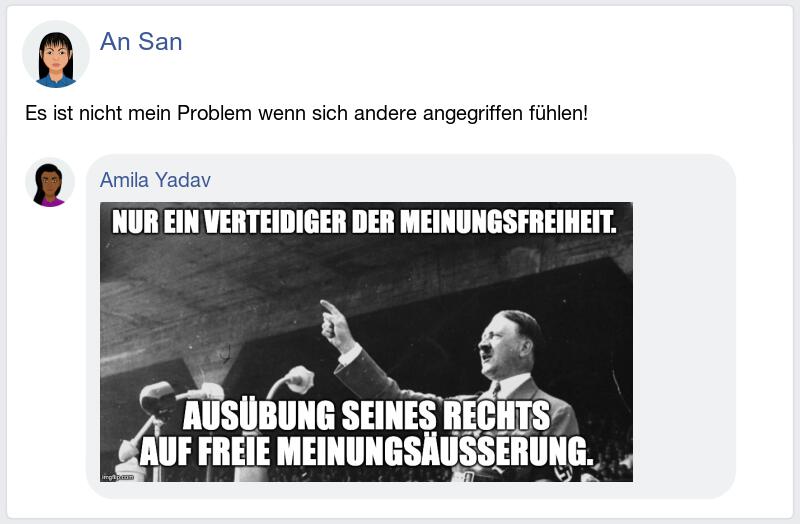 An San
Es ist nicht mein Problem wenn sich andere angegriffen fühlen!
Amila Yadav
NUR EIN VERTEIDIGER DER MEINUNGSFREIHEIT.
AUSÜBUNG SEINES RECHTS
AUF FREIE MEINUNGSÄUSSERUNG.
imgflip.com